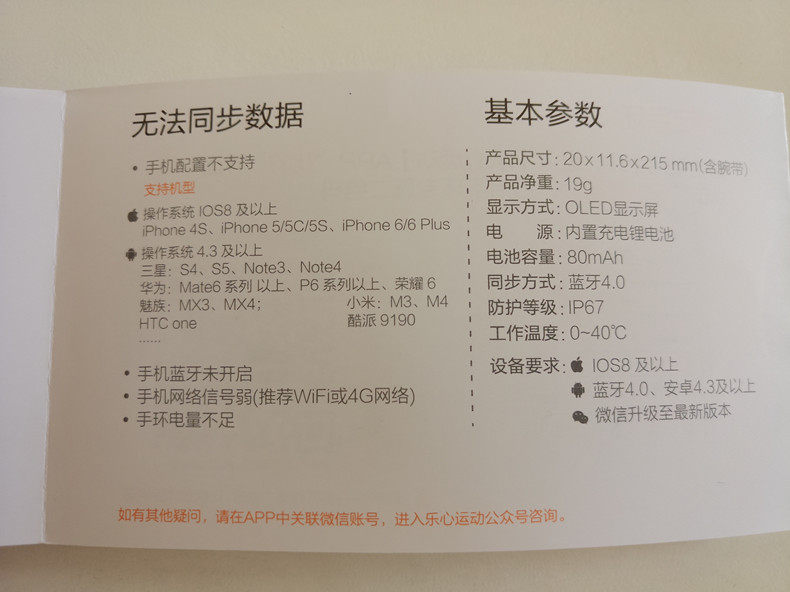 无法同步数据
• 手机配置不支持
支持机型
操作系统 IOS8 及以上
iPhone 4S、iPhone 5/5C/5S、iPhone 6/6 Plus
操作系统 4.3 及以上
三星：S4、S5、Note3、Note4
华为：Mate6 系列 以上、P6 系列以上、荣耀 6
魅族：MX3、MX4； 小米：M3、M4
HTC one 酷派 9190
......
• 手机蓝牙未开启
• 手机网络信号弱(推荐WiFi或4G网络)
• 手环电量不足
基本参数
产品尺寸: 20 x 11.6 x 215 mm(含腕带)
产品净重: 19g
显示方式: OLED显示屏
电 源: 内置充电锂电池
电池容量: 80mAh
同步方式: 蓝牙4.0
防护等级: IP67
工作温度: 0~40℃
设备要求: IOS8 及以上
蓝牙4.0、安卓4.3及以上
微信升级至最新版本
如有其他疑问，请在APP中关联微信账号，进入乐心运动公众号咨询。